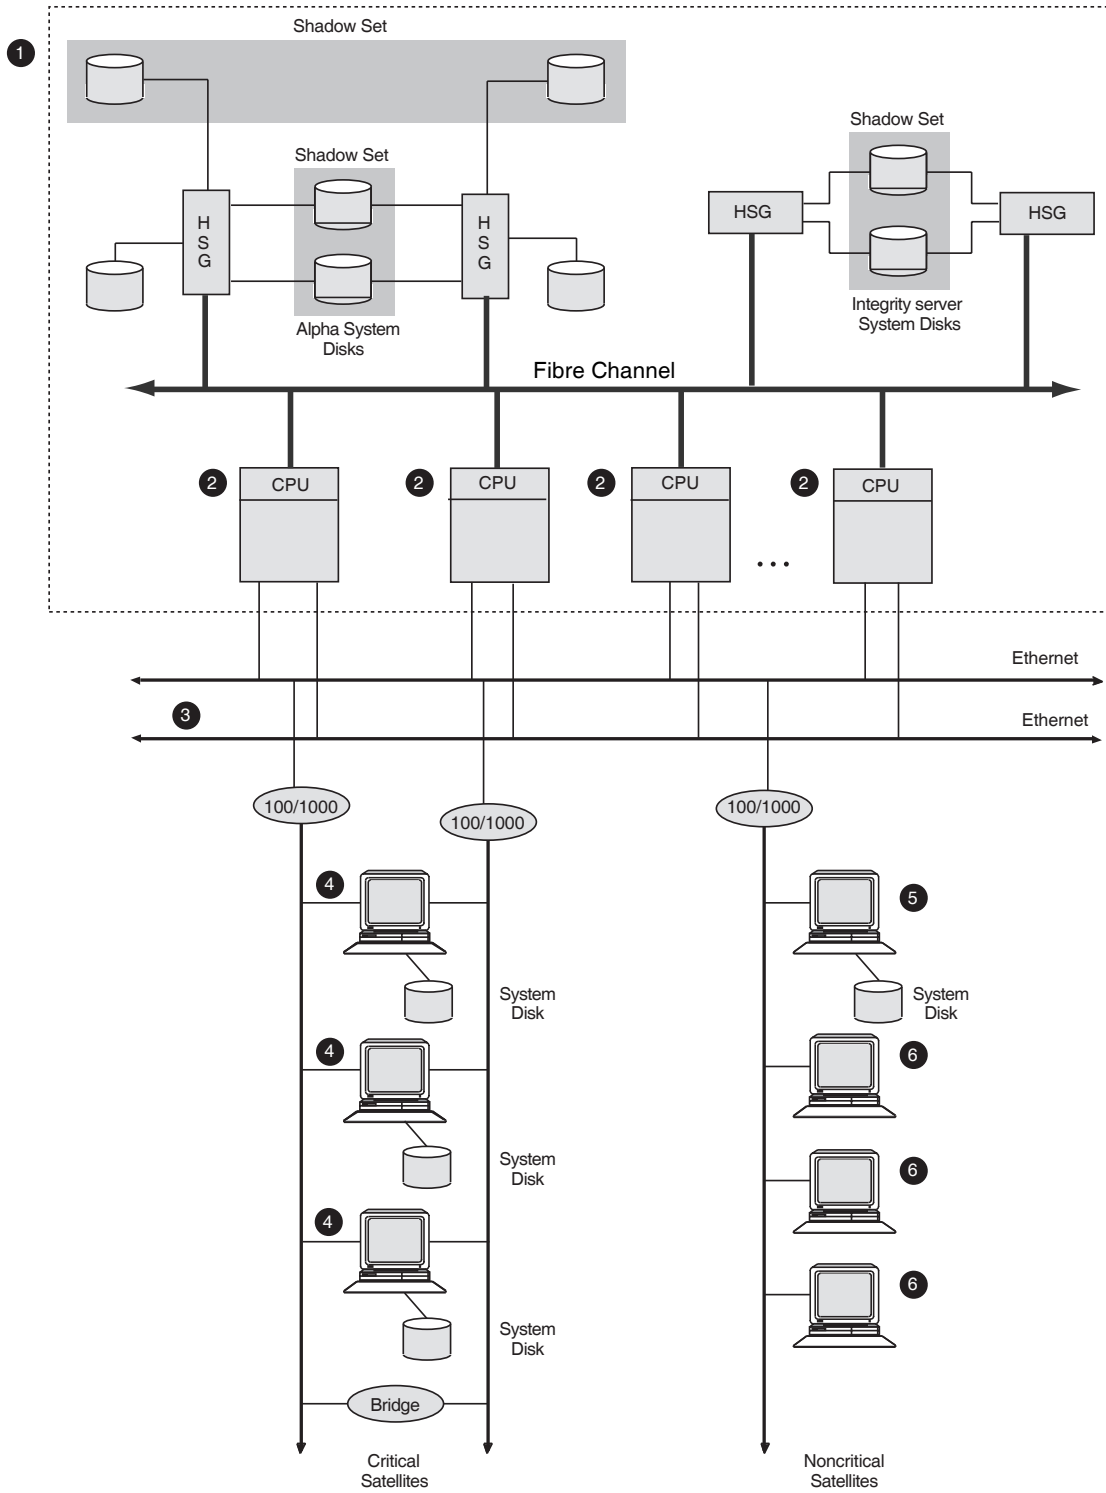 Shadow Set
1
Shadow Set
Shadow Set
H
S
G
H
S
G
HSG
HSG
Alpha System
Disks
Integrity server
System Disks
Fibre Channel
2
CPU
2
CPU
2
CPU
...
2
CPU
Ethernet
3
Ethernet
100/1000
100/1000
100/1000
4
5
System
Disk
System
Disk
4
6
System
Disk
6
4
6
System
Disk
Bridge
Critical
Satellites
Noncritical
Satellites